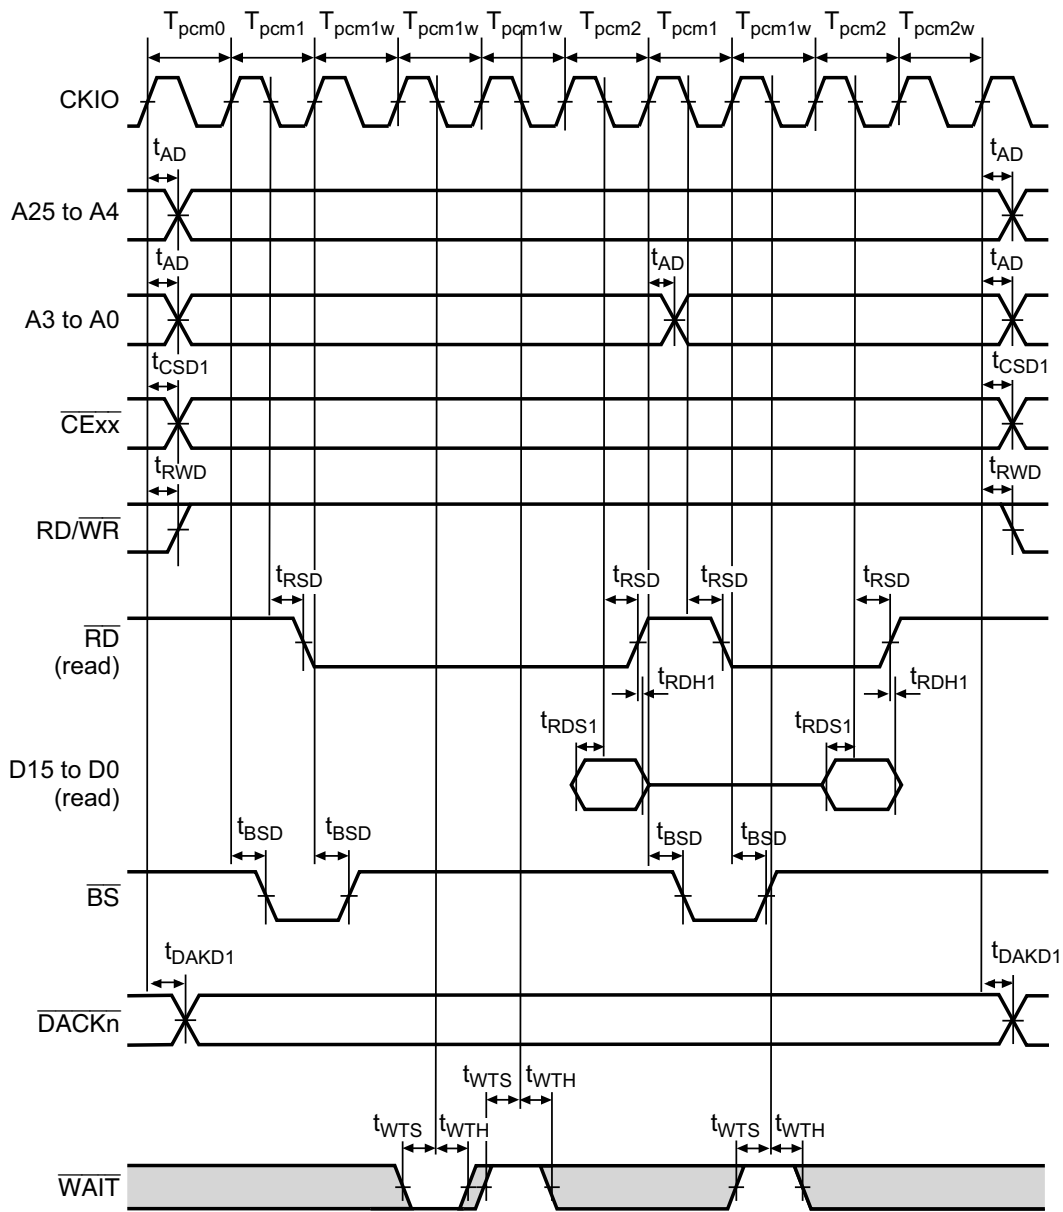 Tpcm0 Tpcm1 Tpcm1w Tpcm1w Tpcm1w Tpcm2 Tpcm1 Tpcm1w Tpcm2 Tpcm2w
CKIO
tAD tAD
A25 to A4
tAD tAD tAD
A3 to A0
tCSD1 tCSD1
CExx
tRWD tRWD
RD/WR
tRSD tRSD tRSD tRSD
RD
(read)
tRDH1 tRDH1
tRDS1 tRDS1
D15 to D0
(read)
tBSD tBSD tBSD tBSD
BS
tDAKD1 tDAKD1
DACKn
tWTS tWTH
tWTS tWTH tWTS tWTH
WAIT